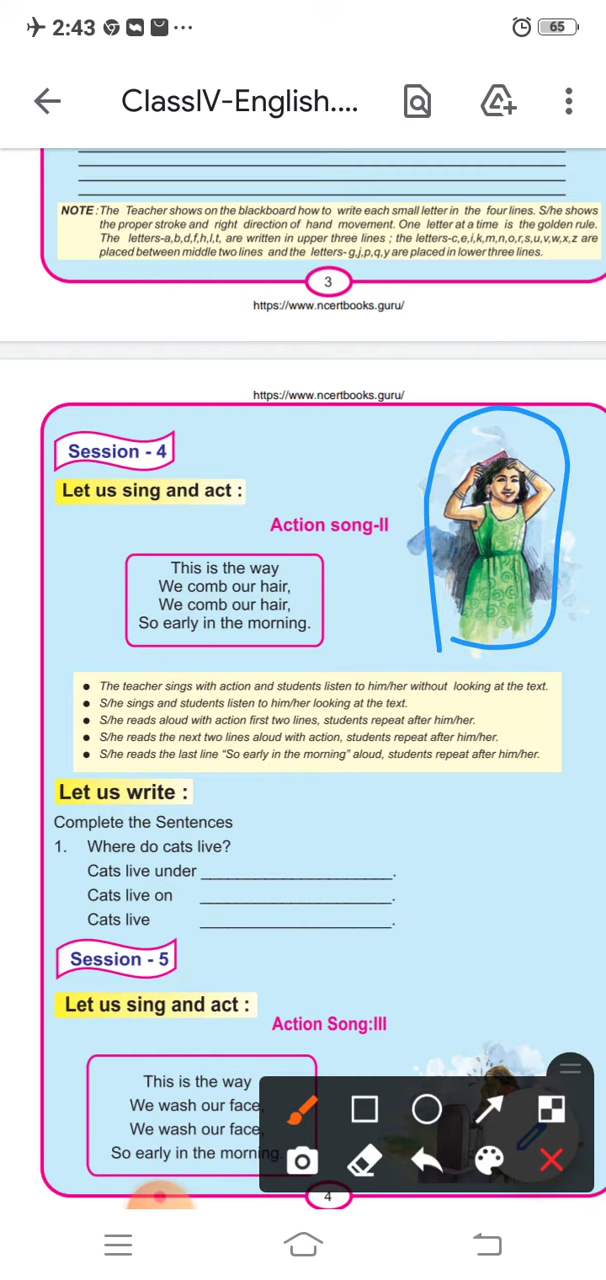 2:43
65
ClassIV-English....
NOTE :The Teacher shows on the blackboard how to write each small letter in the four lines. S/he shows
the proper stroke and right direction of hand movement. One letter at a time is the golden rule.
The letters-a,b,d,f,h,l,t, are written in upper three lines ; the letters-c,e,i,k,m,n,o,r,s,u,v,w,x,z are
placed between middle two lines and the letters- g,j,p,q,y are placed in lower three lines.
3
https://www.ncertbooks.guru/
https://www.ncertbooks.guru/
Session - 4
Let us sing and act :
Action song-II
This is the way
We comb our hair,
We comb our hair,
So early in the morning.
The teacher sings with action and students listen to him/her without looking at the text.
S/he sings and students listen to him/her looking at the text.
S/he reads aloud with action first two lines, students repeat after him/her.
S/he reads the next two lines aloud with action, students repeat after him/her.
S/he reads the last line “So early in the morning” aloud, students repeat after him/her.
Let us write :
Complete the Sentences
1. Where do cats live?
Cats live under ______________________.
Cats live on ______________________.
Cats live ______________________.
Session - 5
Let us sing and act :
Action Song:III
This is the way
We wash our face,
We wash our face,
So early in the morning.
4